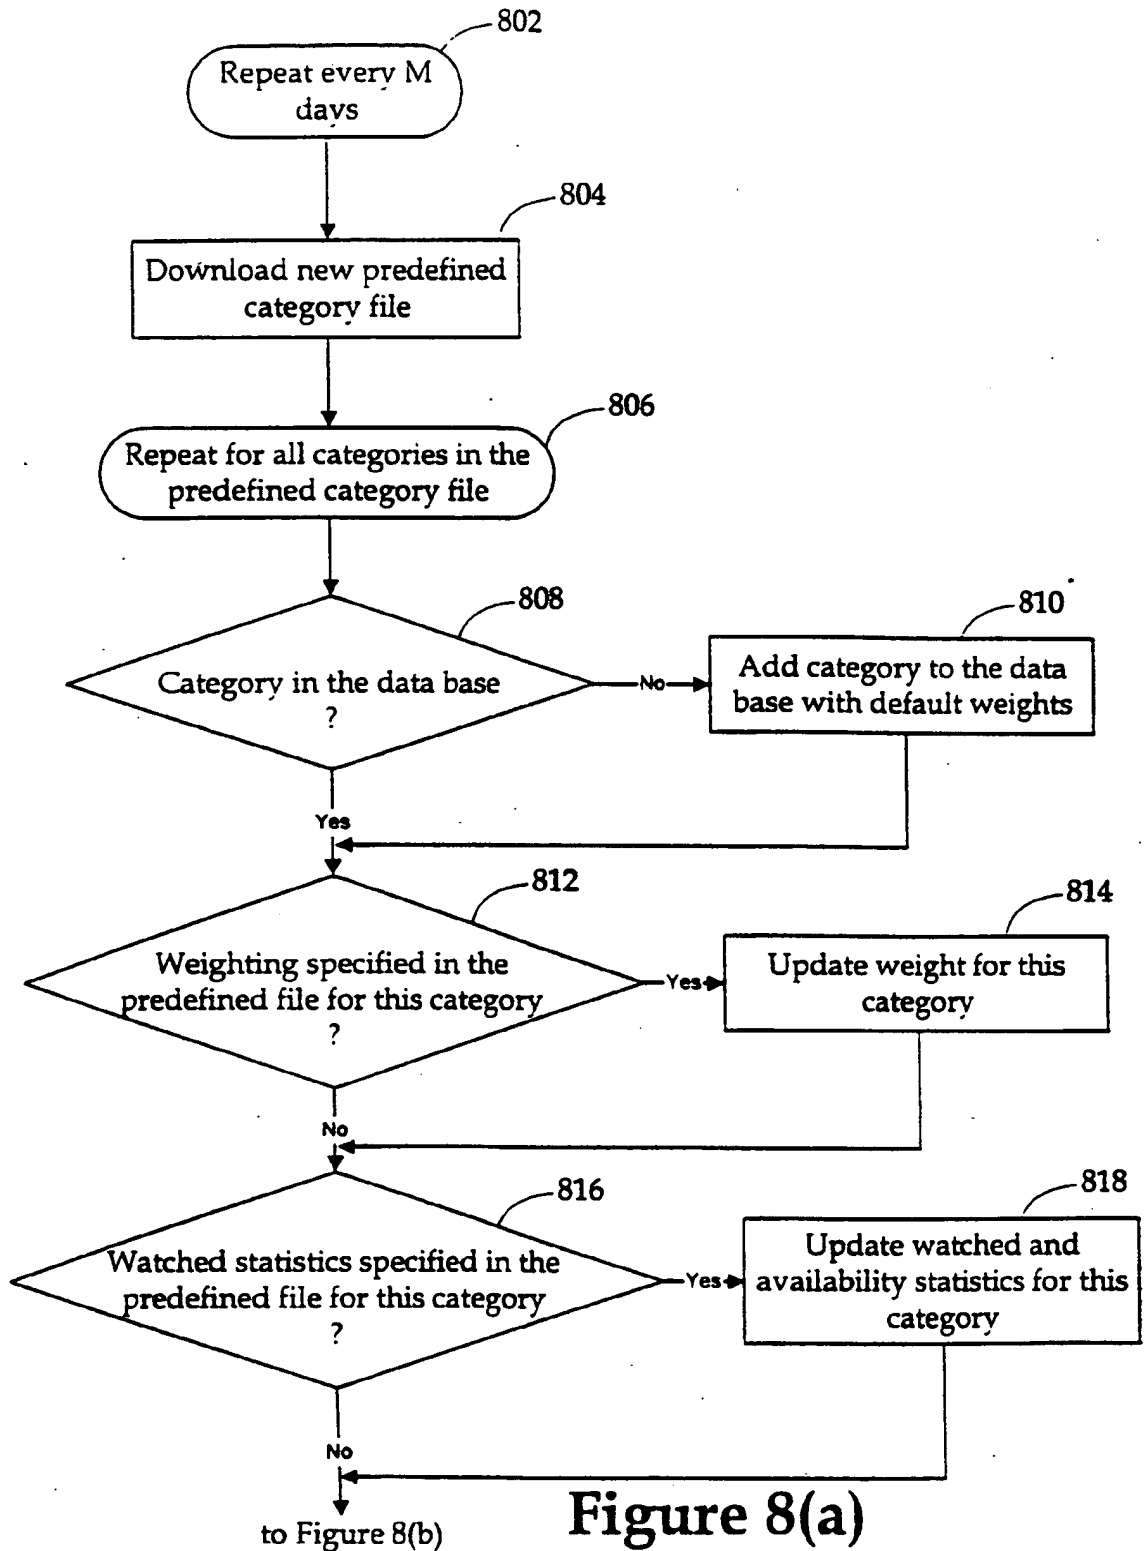 802
Repeat every M
days
804
Download new predefined
category file
806
Repeat for all categories in the
predefined category file
808
Category in the data base
?
No
810
Add category to the data
base with default weights
Yes
812
Weighting specified in the
predefined file for this category
?
Yes
814
Update weight for this
category
No
816
Watched statistics specified in the
predefined file for this category
?
Yes
818
Update watched and
availability statistics for this
category
No
to Figure 8(b)
Figure 8(a)